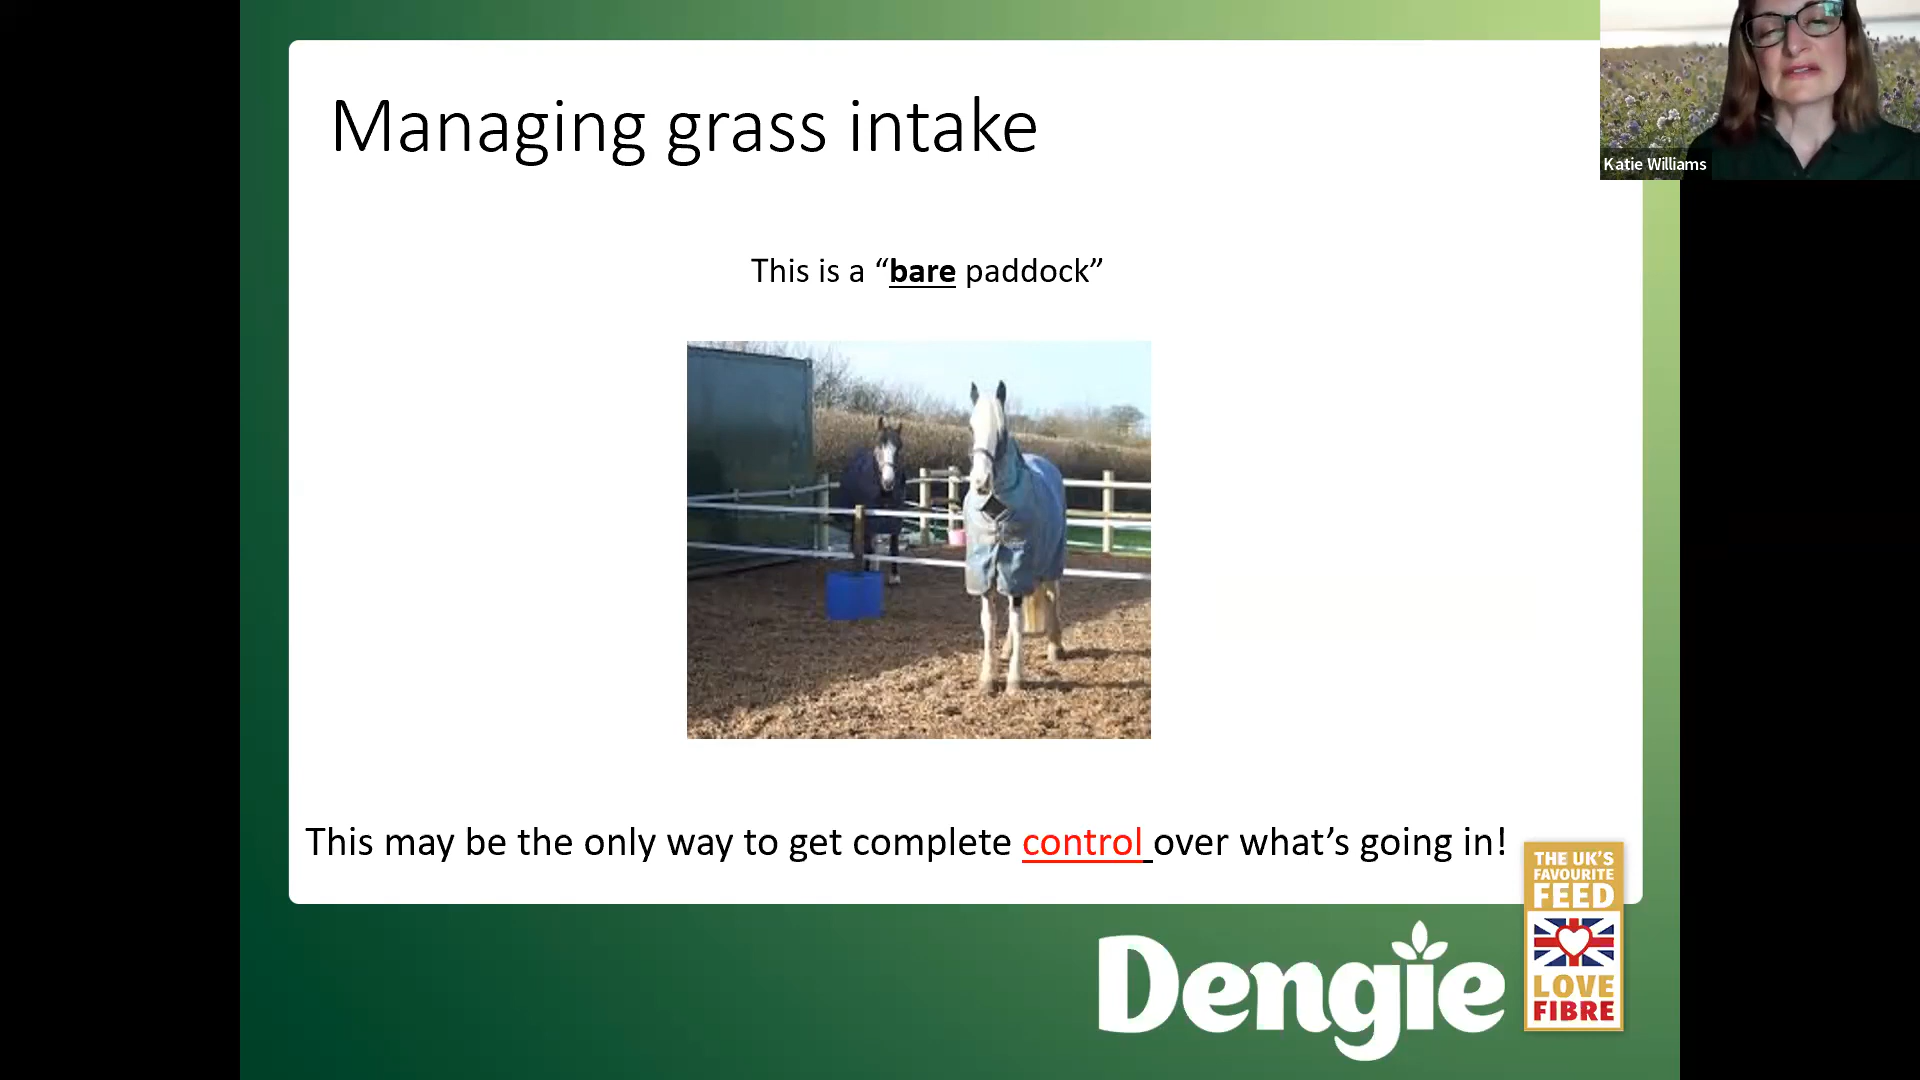 Managing grass intake
Katie Williams
This is a “bare paddock”
This may be the only way to get complete control over what’s going in!
THE UK'S
FAVOURITE
FEED
LOVE
FIBRE
Dengie